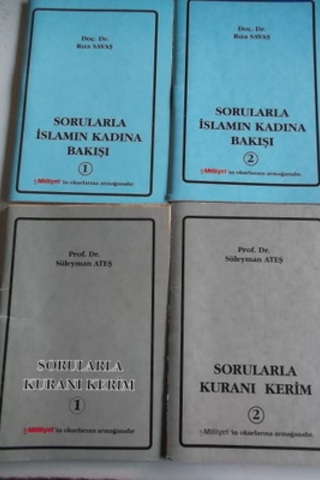 Doç. Dr.
Rıza SAVAŞ
SORULARLA
İSLAMIN KADINA
BAKIŞI
1
Milliyet'in okurlarına armağanıdır.
Doç. Dr.
Rıza SAVAŞ
SORULARLA
İSLAMIN KADINA
BAKIŞI
2
Milliyet'in okurlarına armağanıdır.
Prof. Dr.
Süleyman ATEŞ
SORULARLA
KURANI KERİM
1
Milliyet'in okurlarına armağanıdır.
Prof. Dr.
Süleyman ATEŞ
SORULARLA
KURANI KERİM
2
Milliyet'in okurlarına armağanıdır.